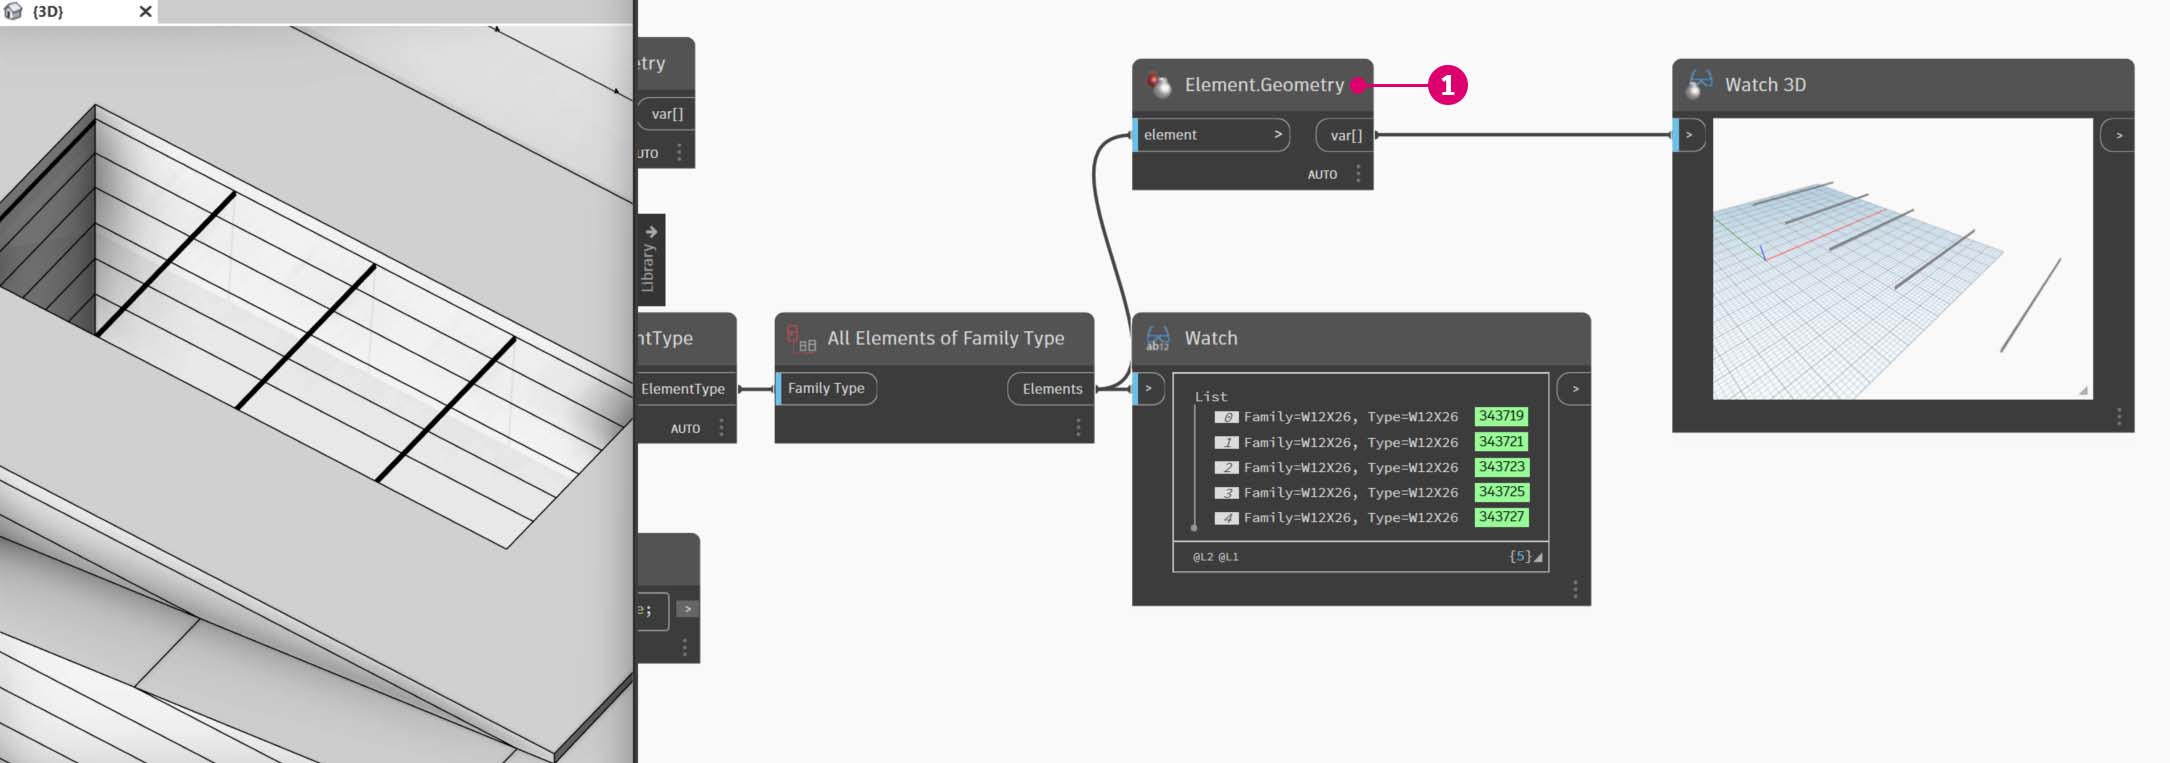 {3D}
etry
var[]
UTO
Library
ntType
ElementType
AUTO
e;
>
All Elements of Family Type
Family Type
Elements
Element.Geometry
1
element
>
var[]
AUTO
Watch
ab12
>
>
List
0 Family=W12X26, Type=W12X26 343719
1 Family=W12X26, Type=W12X26 343721
2 Family=W12X26, Type=W12X26 343723
3 Family=W12X26, Type=W12X26 343725
4 Family=W12X26, Type=W12X26 343727
@L2 @L1
{5}
Watch 3D
>
>